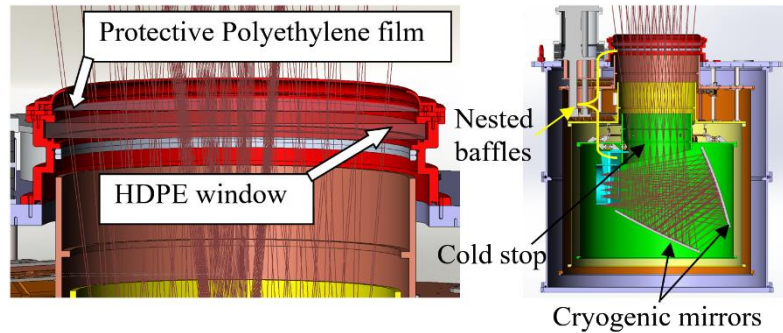 Protective Polyethylene film
HDPE window
Nested
baffles
Cold stop
Cryogenic mirrors